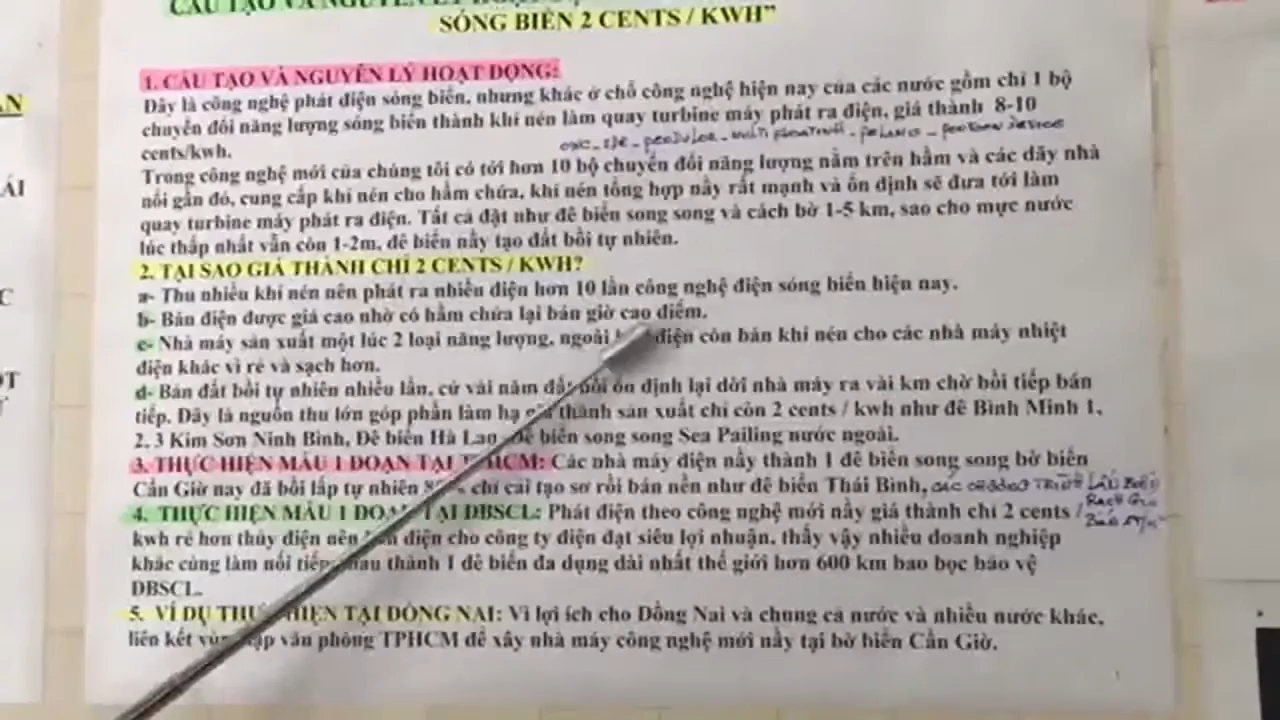 CẤU TẠO VÀ NGUYÊN LÝ HOẠT
SÓNG BIỂN 2 CENTS / KWH”
1. CẤU TẠO VÀ NGUYÊN LÝ HOẠT ĐỘNG:
Đây là công nghệ phát điện sóng biển, nhưng khác ở chỗ công nghệ hiện nay của các nước gồm chỉ 1 bộ
chuyển đổi năng lượng sóng biển thành khí nén làm quay turbine máy phát ra điện, giá thành 8-10
cents/kwh.
Trong công nghệ mới của chúng tôi có tới hơn 10 bộ chuyển đổi năng lượng nằm trên hầm và các dãy nhà
nổi gần đó, cung cấp khí nén cho hầm chứa, khí nén tổng hợp nầy rất mạnh và ổn định sẽ đưa tới làm
quay turbine máy phát ra điện. Tất cả đặt như đê biển song song và cách bờ 1-5 km, sao cho mực nước
lúc thấp nhất vẫn còn 1-2m, đê biển nầy tạo đất bồi tự nhiên.
2. TẠI SAO GIÁ THÀNH CHỈ 2 CENTS / KWH?
a- Thu nhiều khí nén nên phát ra nhiều điện hơn 10 lần công nghệ điện sóng biển hiện nay.
b- Bán điện được giá cao nhờ có hầm chứa lại bán giờ cao điểm.
c- Nhà máy sản xuất một lúc 2 loại năng lượng, ngoài điện còn bán khí nén cho các nhà máy nhiệt
điện khác vì rẻ và sạch hơn.
d- Bán đất bồi tự nhiên nhiều lần, cứ vài năm đất bồi ổn định lại dời nhà máy ra vài km chờ bồi tiếp bán
tiếp. Đây là nguồn thu lớn góp phần làm hạ giá thành sản xuất chỉ còn 2 cents / kwh như đê Bình Minh 1,
2, 3 Kim Sơn Ninh Bình, Đê biển Hà Lan, đê biển song song Sea Pailing nước ngoài.
3. THỰC HIỆN MẪU 1 ĐOẠN TẠI TPHCM: Các nhà máy điện nầy thành 1 đê biển song song bờ biển
Cần Giờ nay đã bồi lấp tự nhiên chỉ cải tạo sơ rồi bán nền như đê biển Thái Bình,
4. THỰC HIỆN MẪU 1 ĐOẠN TẠI ĐBSCL: Phát điện theo công nghệ mới nầy giá thành chỉ 2 cents /
kwh rẻ hơn thủy điện nên điện cho công ty điện đạt siêu lợi nhuận, thấy vậy nhiều doanh nghiệp
khác cùng làm nối tiếp nhau thành 1 đê biển đa dụng dài nhất thế giới hơn 600 km bao bọc bảo vệ
ĐBSCL.
5. VÍ DỤ THỰC HIỆN TẠI ĐỒNG NAI: Vì lợi ích cho Đồng Nai và chung cả nước và nhiều nước khác,
liên kết văn phòng TPHCM để xây nhà máy công nghệ mới nầy tại bờ biển Cần Giờ.